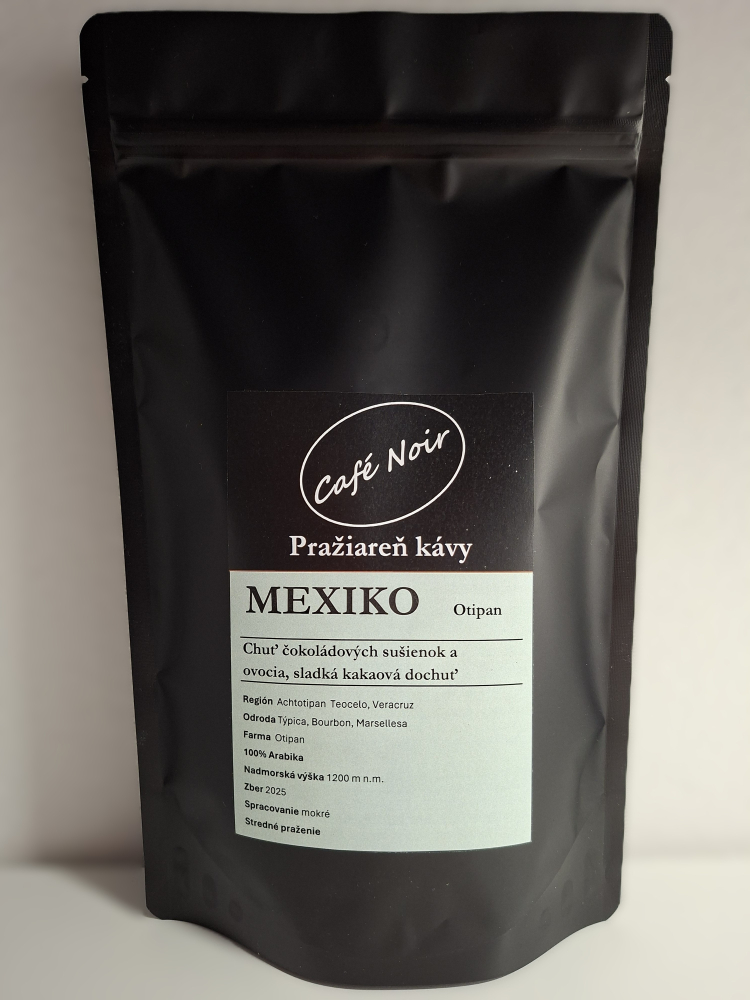 Café Noir
Pražiareň kávy
MEXIKO Otipan
Chuť čokoládových sušienok a
ovocia, sladká kakaová dochuť
Región Achtotipan Teocelo, Veracruz
Odroda Týpica, Bourbon, Marsellesa
Farma Otipan
100% Arabika
Nadmorská výška 1200 m n.m.
Zber 2025
Spracovanie mokré
Stredné praženie